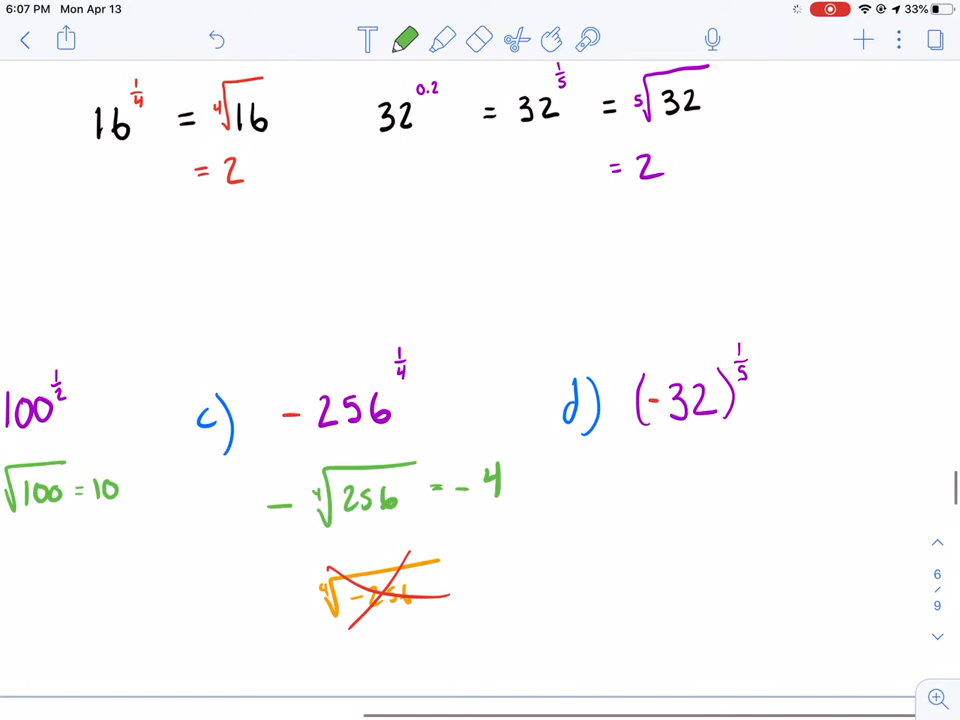 6:07 PM Mon Apr 13 33%
T
16^(1/4) = ⁴√16 32^0.2 = 32^(1/5) = ⁵√32
= 2 = 2
100^(1/2) c) - 256^(1/4) d) (-32)^(1/5)
√100 = 10 - ⁴√256 = - 4
⁴√-256
6
/
9